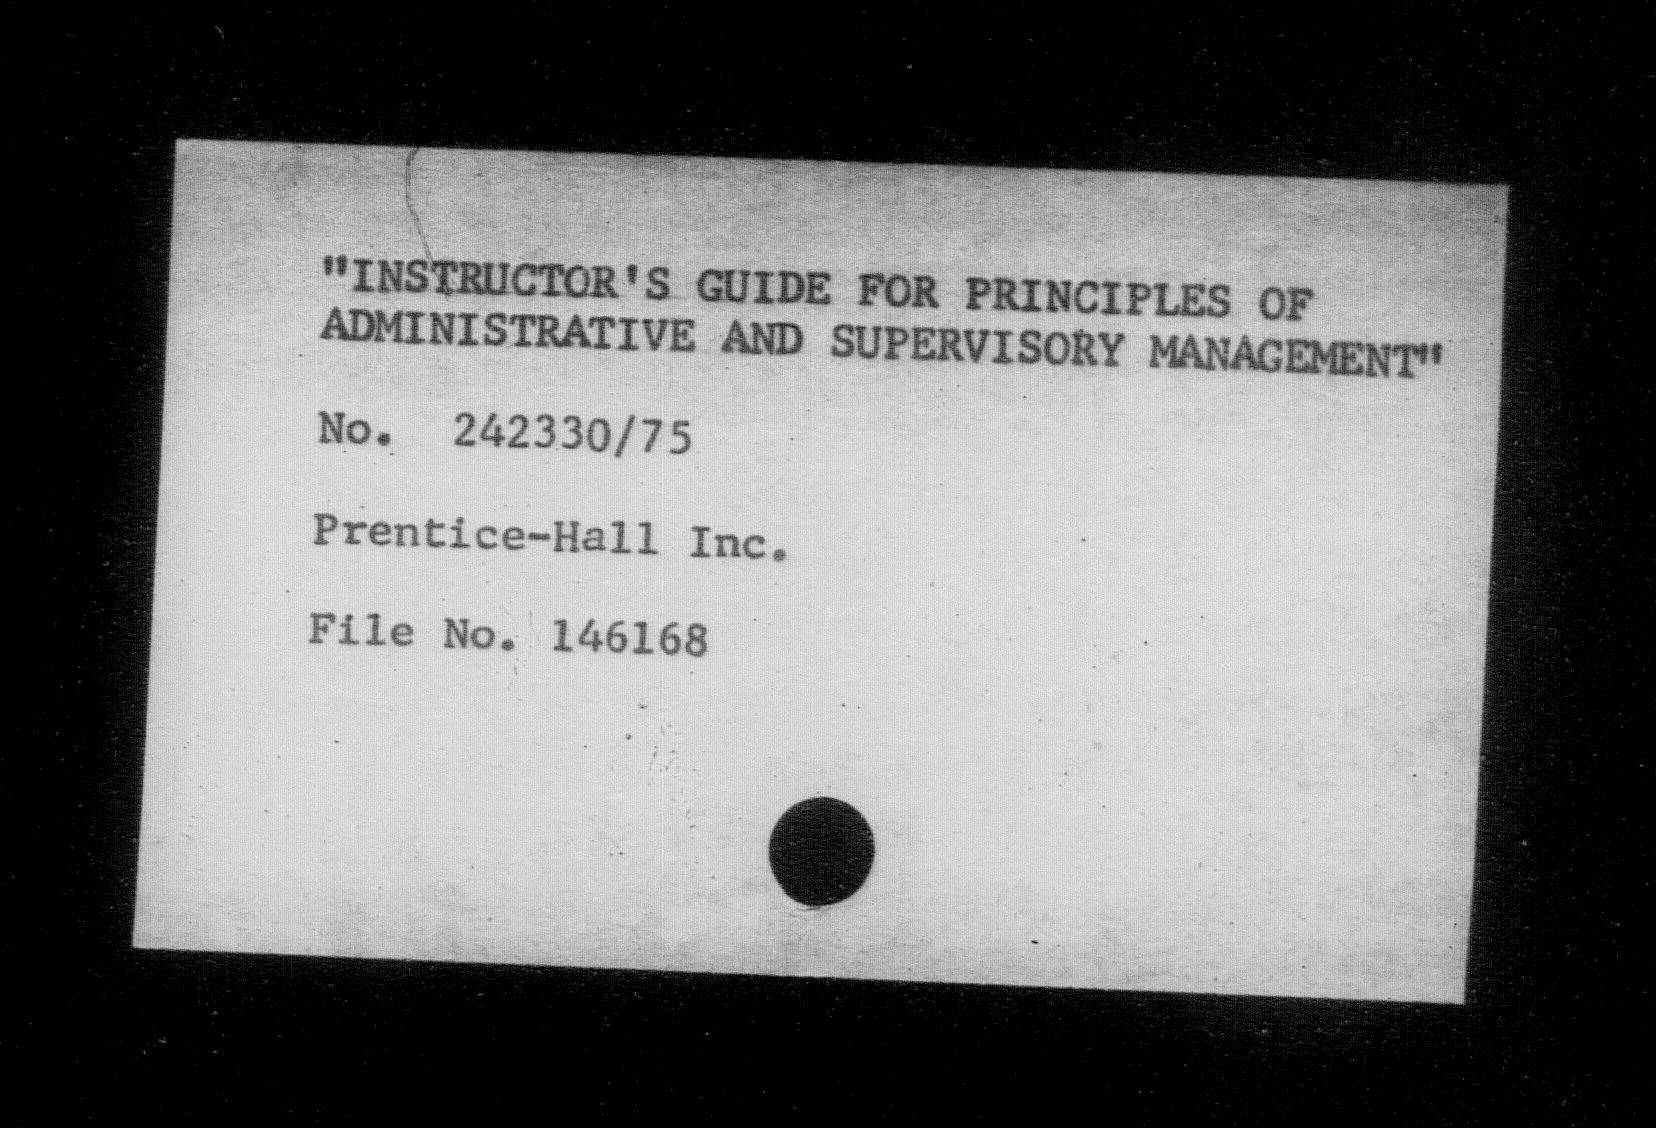 "INSTRUCTOR'S GUIDE FOR PRINCIPLES OF
ADMINISTRATIVE AND SUPERVISORY MANAGEMENT"
No. 242330/75
Prentice-Hall Inc.
File No. 146168